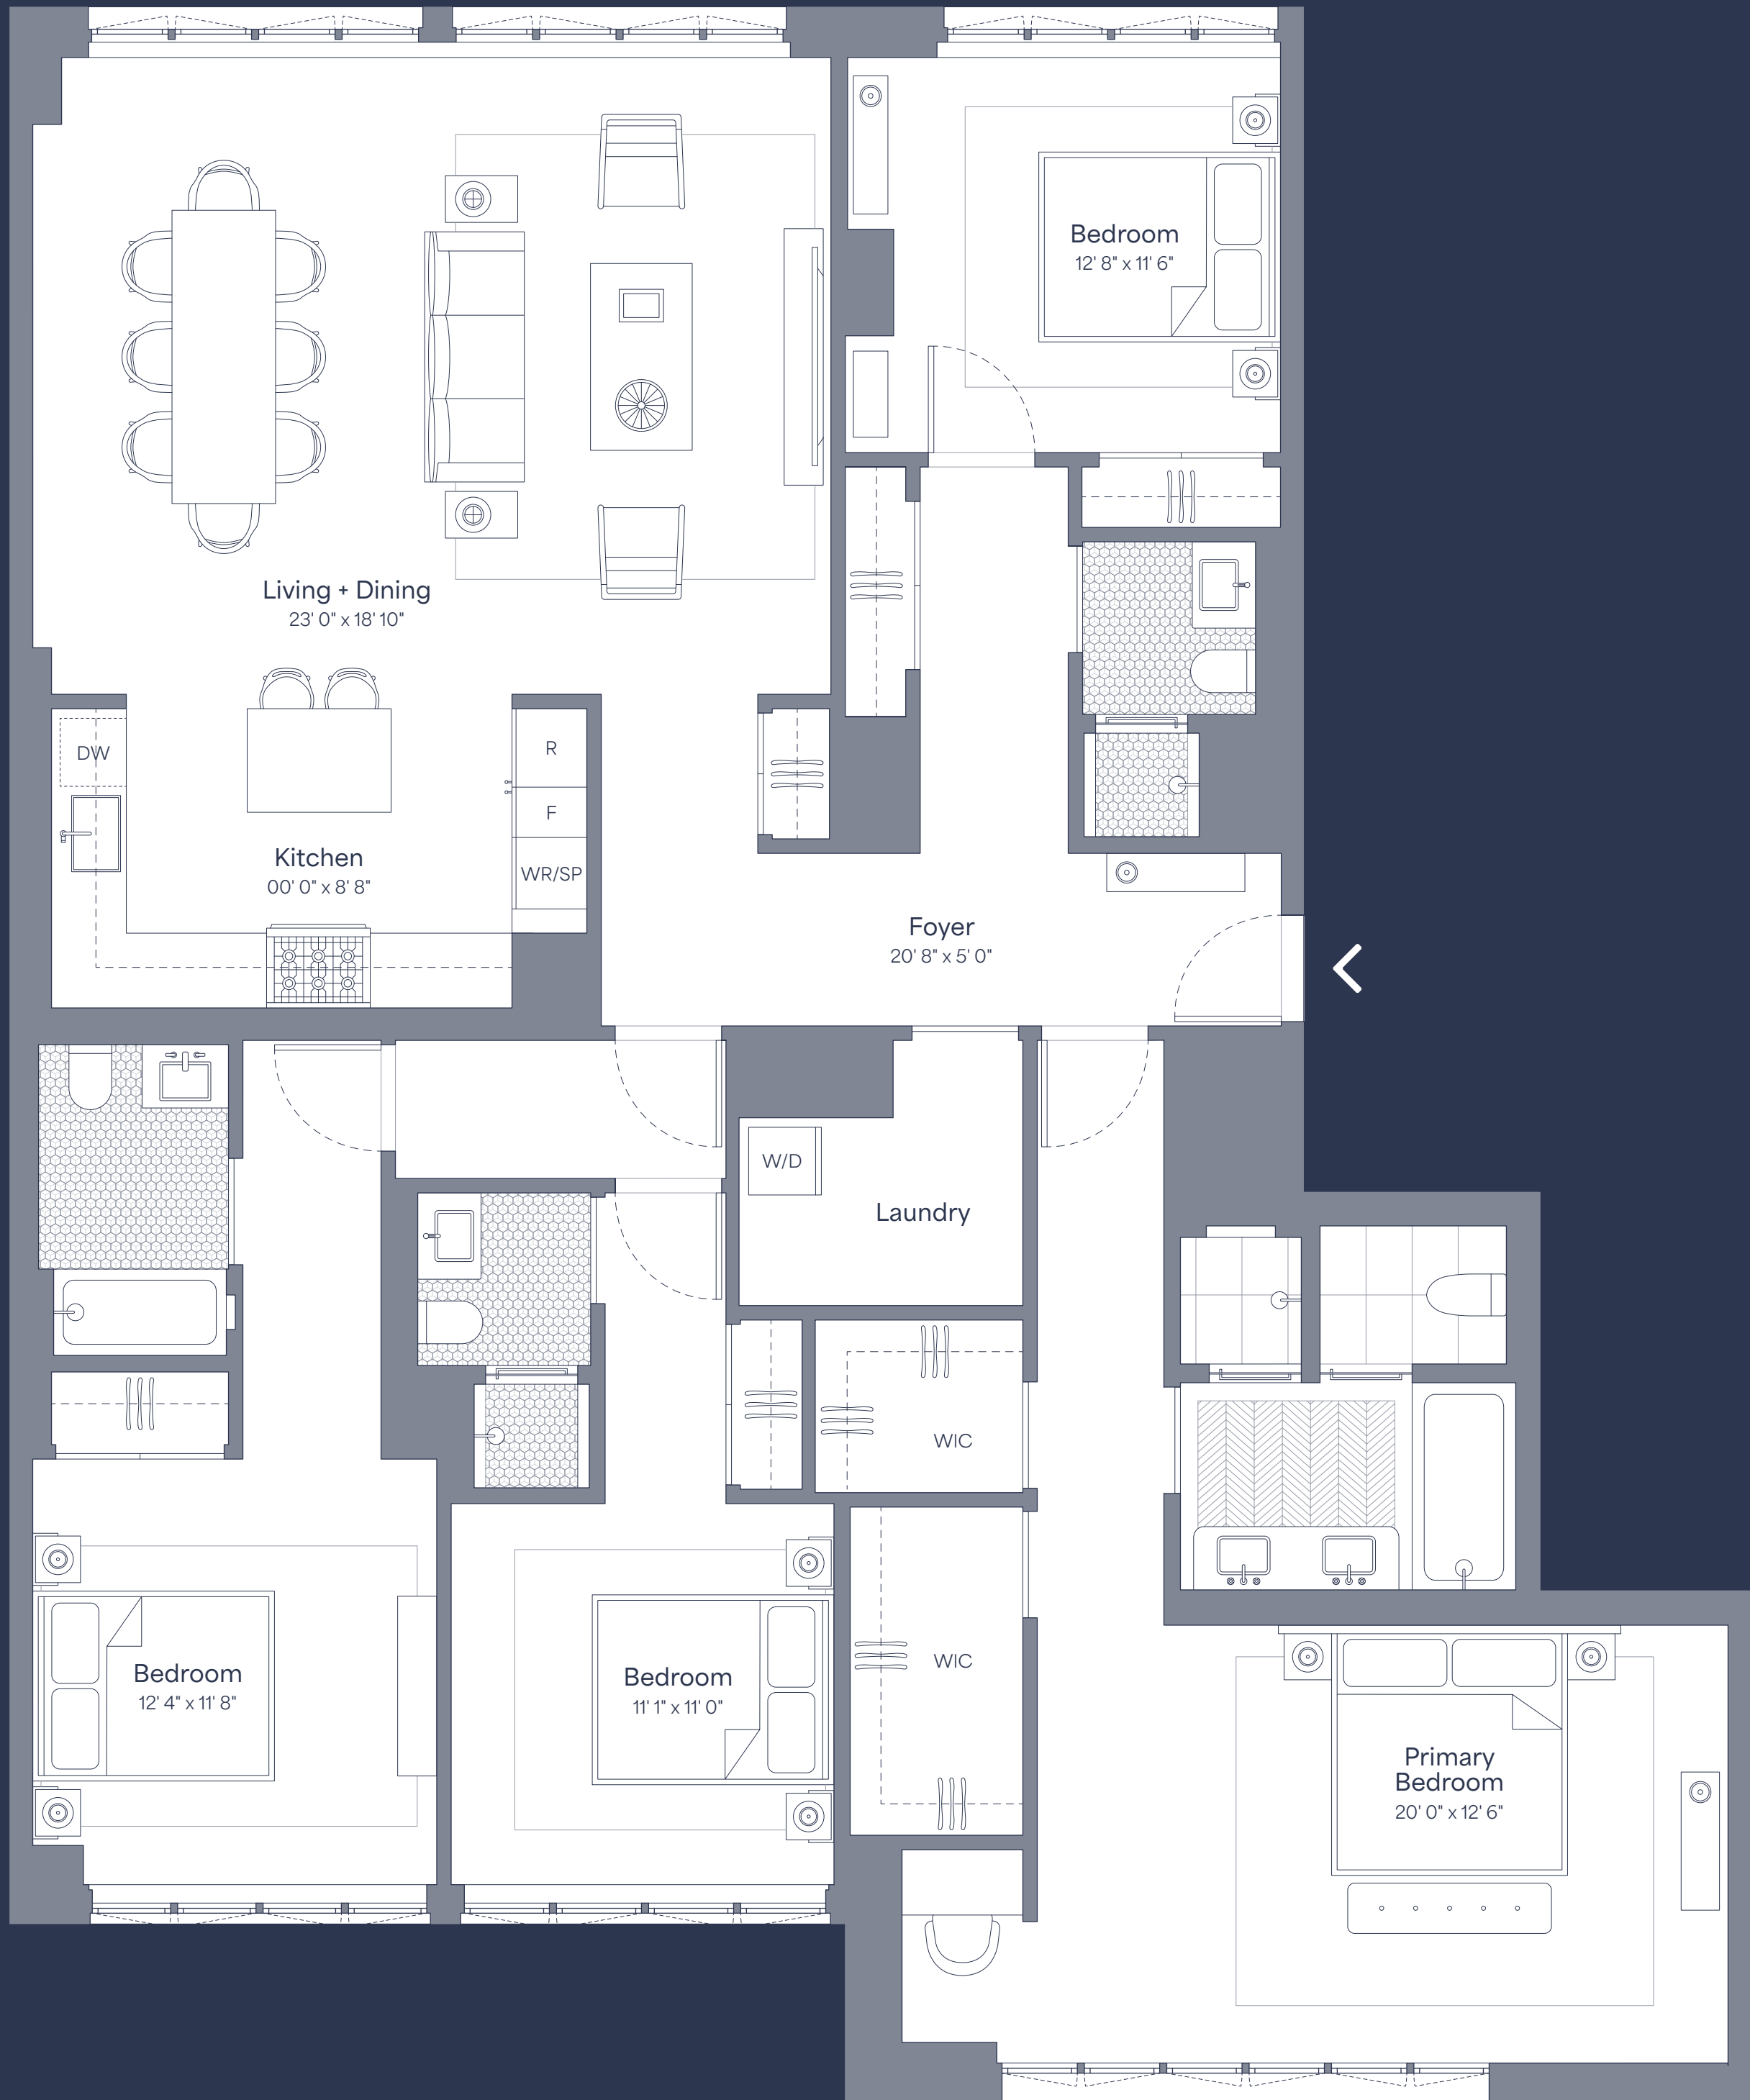 Bedroom
12' 8" x 11' 6"
Living + Dining
23' 0" x 18' 10"
DW
R
F
WR/SP
Kitchen
00' 0" x 8' 8"
Foyer
20' 8" x 5' 0"
W/D
Laundry
WIC
WIC
Bedroom
12' 4" x 11' 8"
Bedroom
11' 1" x 11' 0"
Primary
Bedroom
20' 0" x 12' 6"